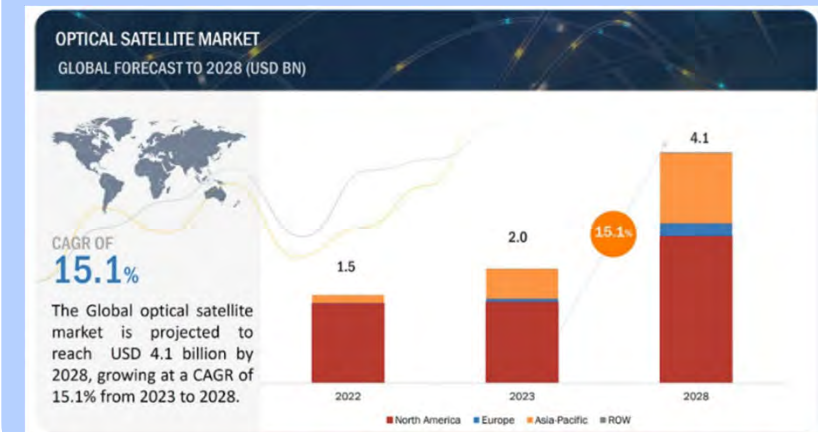 OPTICAL SATELLITE MARKET
GLOBAL FORECAST TO 2028 (USD BN)
CAGR OF
15.1%
The Global optical satellite
market is projected to
reach USD 4.1 billion by
2028, growing at a CAGR of
15.1% from 2023 to 2028.
1.5
2.0
15.1%
4.1
2022
2023
2028
North America
Europe
Asia-Pacific
ROW